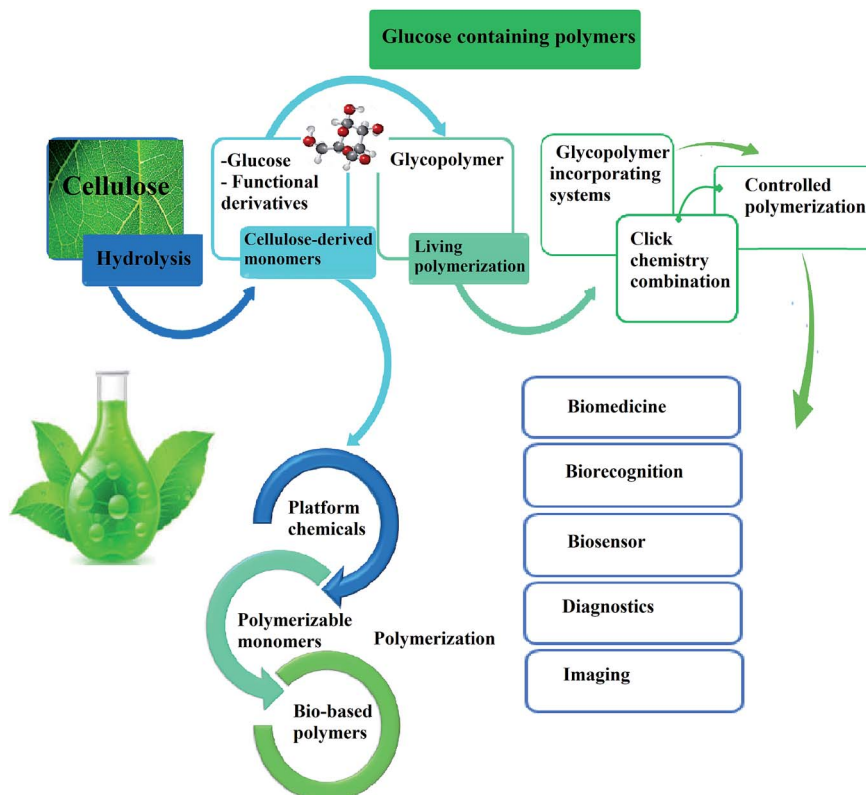 Glucose containing polymers
Cellulose
Hydrolysis
-Glucose
- Functional
derivatives
Cellulose-derived
monomers
Glycopolymer
Living
polymerization
Glycopolymer
incorporating
systems
Controlled
polymerization
Click
chemistry
combination
Platform
chemicals
Polymerizable
monomers
Polymerization
Bio-based
polymers
Biomedicine
Biorecognition
Biosensor
Diagnostics
Imaging